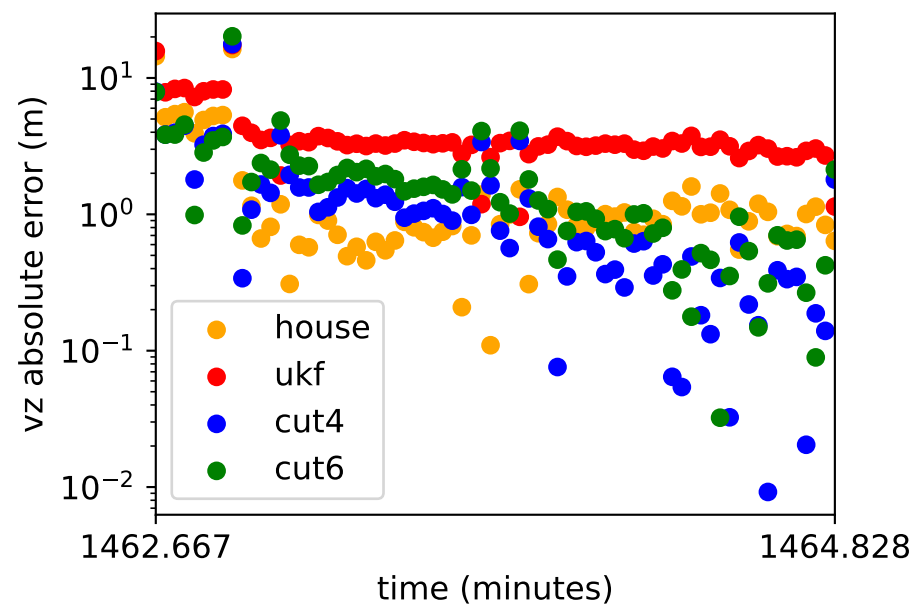 vz absolute error (m)
10¹
10⁰
10⁻¹
10⁻²
house
ukf
cut4
cut6
1462.667
1464.828
time (minutes)